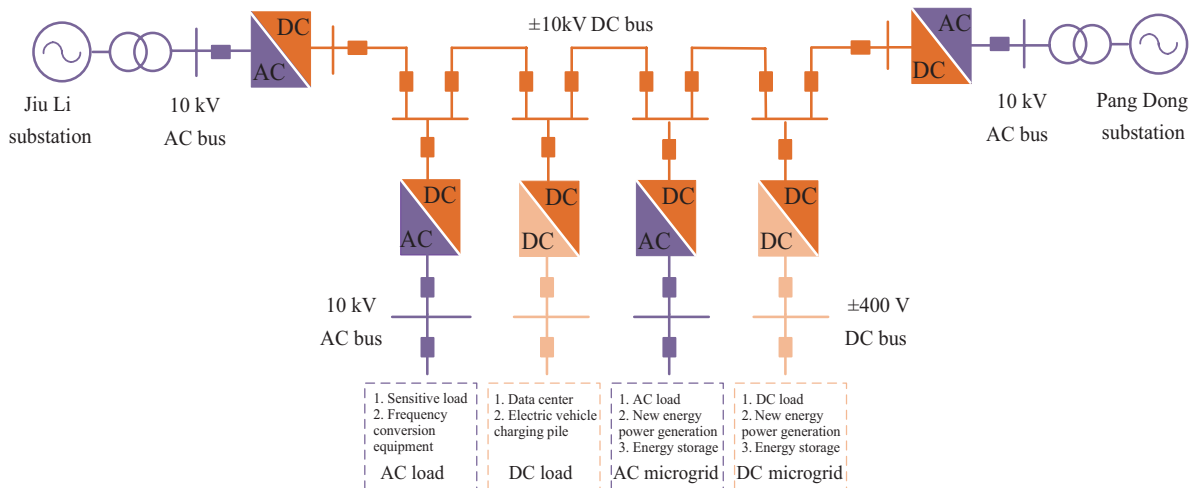 DC
AC
±10kV DC bus
AC
DC
Jiu Li
substation
10 kV
AC bus
10 kV
AC bus
Pang Dong
substation
DC
AC
DC
DC
DC
AC
DC
DC
10 kV
AC bus
±400 V
DC bus
1. Sensitive load
2. Frequency
conversion
equipment
AC load
1. Data center
2. Electric vehicle
charging pile
DC load
1. AC load
2. New energy
power generation
3. Energy storage
AC microgrid
1. DC load
2. New energy
power generation
3. Energy storage
DC microgrid